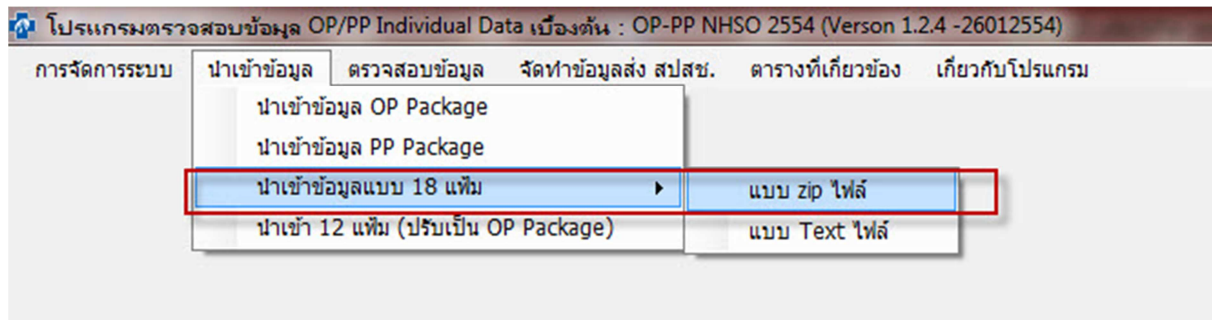 โปรแกรมตรวจสอบข้อมูล OP/PP Individual Data เบื้องต้น : OP-PP NHSO 2554 (Verson 1.2.4 -26012554)
การจัดการระบบ นำเข้าข้อมูล ตรวจสอบข้อมูล จัดทำข้อมูลส่ง สปสช. ตารางที่เกี่ยวข้อง เกี่ยวกับโปรแกรม
นำเข้าข้อมูล OP Package
นำเข้าข้อมูล PP Package
นำเข้าข้อมูลแบบ 18 แฟ้ม แบบ zip ไฟล์
นำเข้า 12 แฟ้ม (ปรับเป็น OP Package) แบบ Text ไฟล์